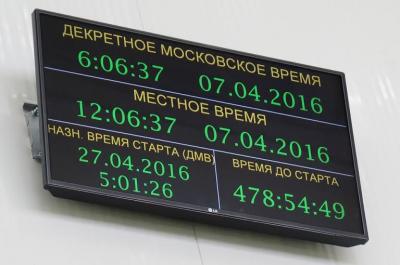 ДЕКРЕТНОЕ МОСКОВСКОЕ ВРЕМЯ
6:06:37 07.04.2016
МЕСТНОЕ ВРЕМЯ
12:06:37 07.04.2016
НАЗН. ВРЕМЯ СТАРТА (ДМВ)
27.04.2016
5:01:26
ВРЕМЯ ДО СТАРТА
478:54:49
LG